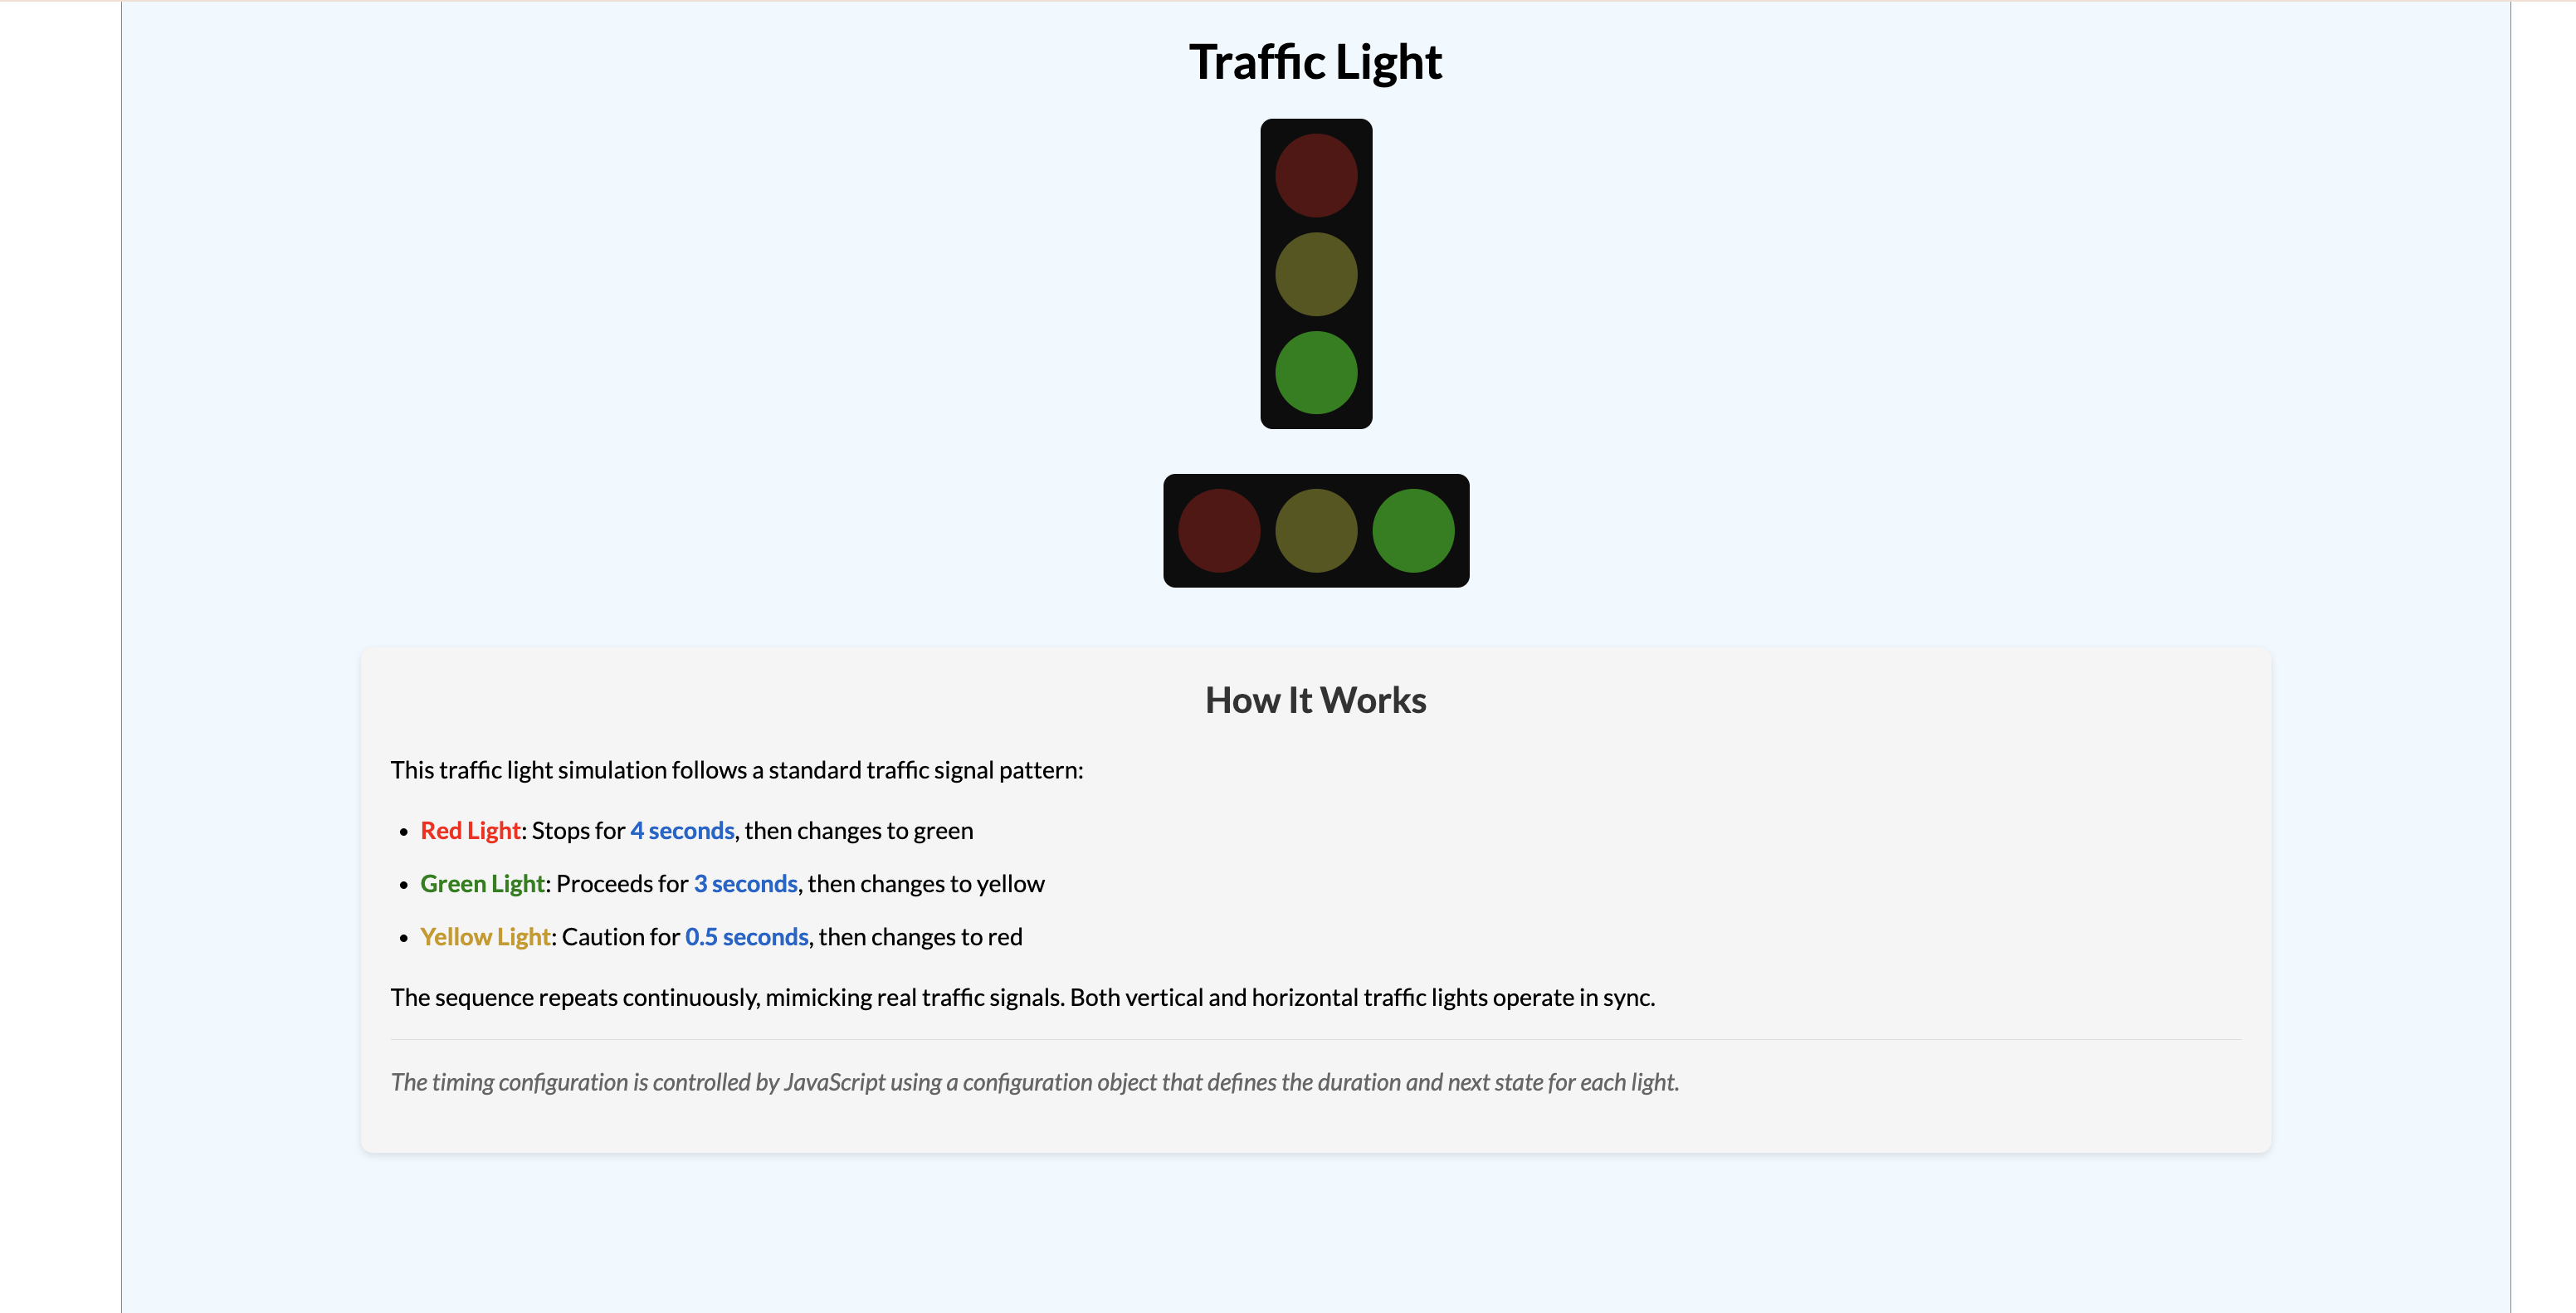 Traffic Light
How It Works
This traffic light simulation follows a standard traffic signal pattern:
• Red Light: Stops for 4 seconds, then changes to green
• Green Light: Proceeds for 3 seconds, then changes to yellow
• Yellow Light: Caution for 0.5 seconds, then changes to red
The sequence repeats continuously, mimicking real traffic signals. Both vertical and horizontal traffic lights operate in sync.
The timing configuration is controlled by JavaScript using a configuration object that defines the duration and next state for each light.